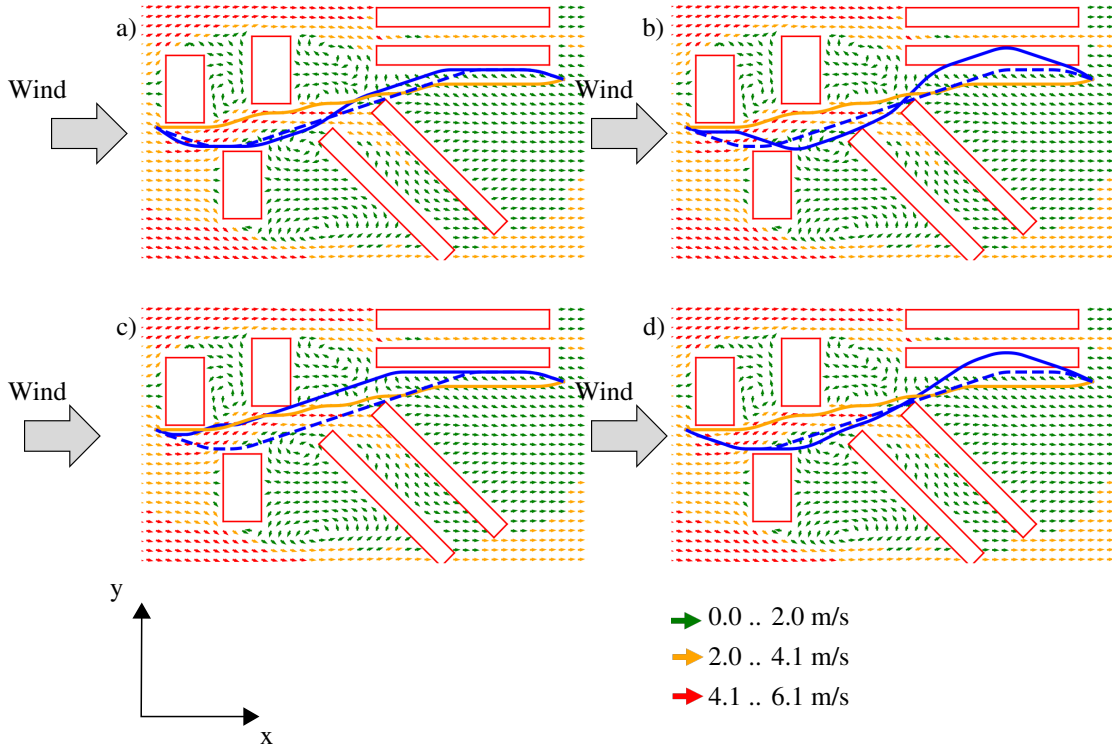 a)
b)
Wind
Wind
c)
d)
Wind
Wind
y
x
0.0 .. 2.0 m/s
2.0 .. 4.1 m/s
4.1 .. 6.1 m/s